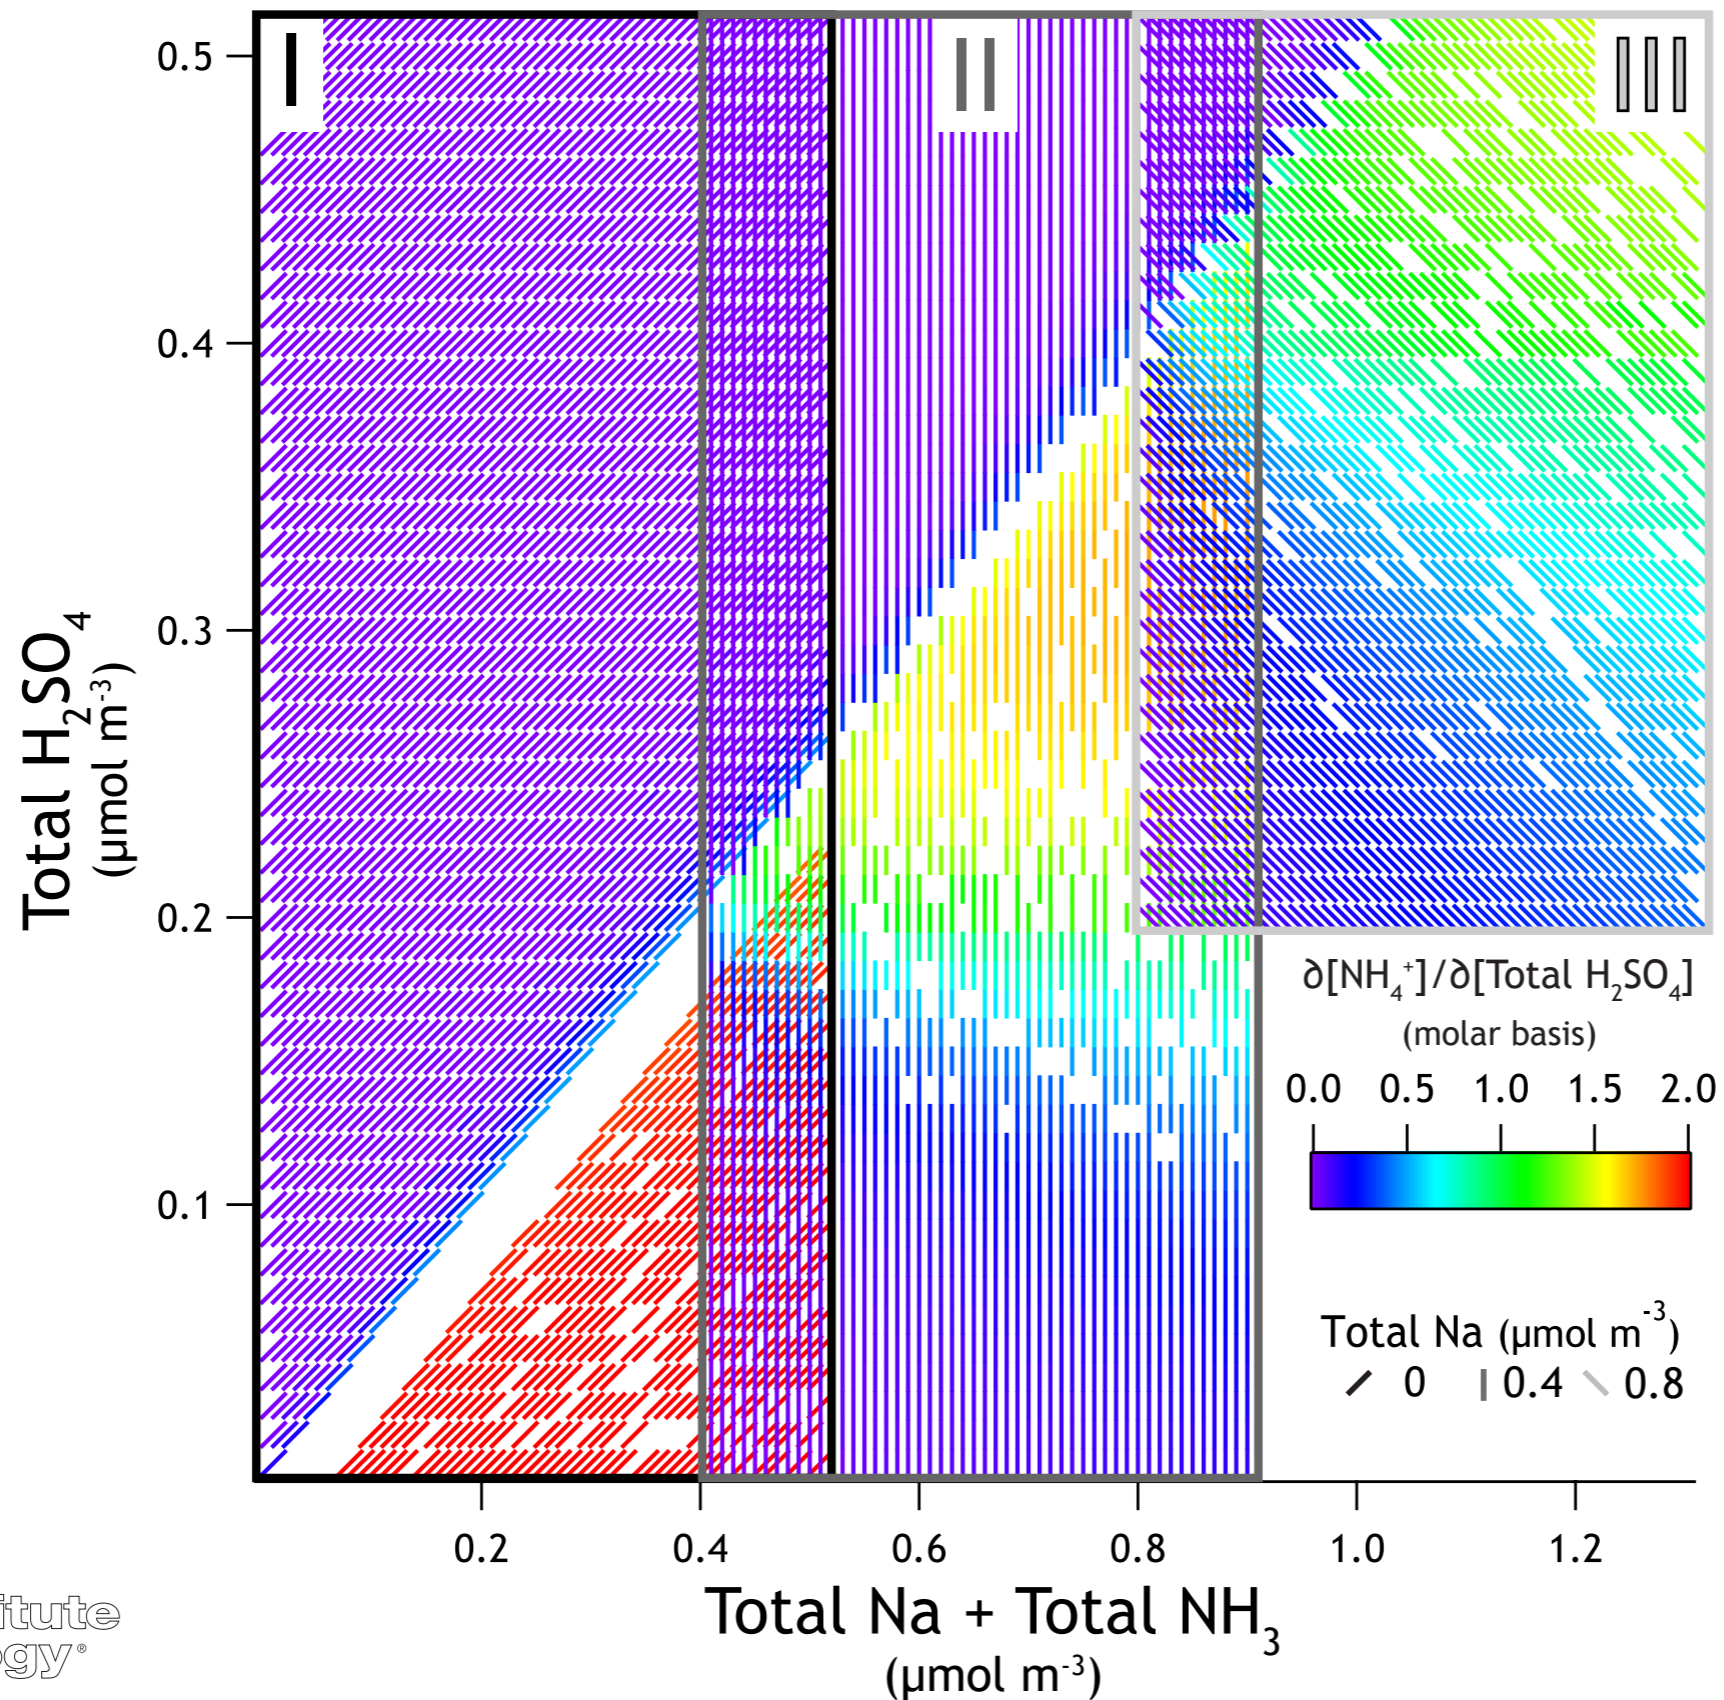 I
II
III
0.5
0.4
0.3
0.2
0.1
Total H₂SO₄
(µmol m⁻³)
∂[NH₄⁺]/∂[Total H₂SO₄]
(molar basis)
0.0 0.5 1.0 1.5 2.0
Total Na (µmol m⁻³)
0 0.4 0.8
0.2 0.4 0.6 0.8 1.0 1.2
Total Na + Total NH₃
(µmol m⁻³)
itute
ogy®